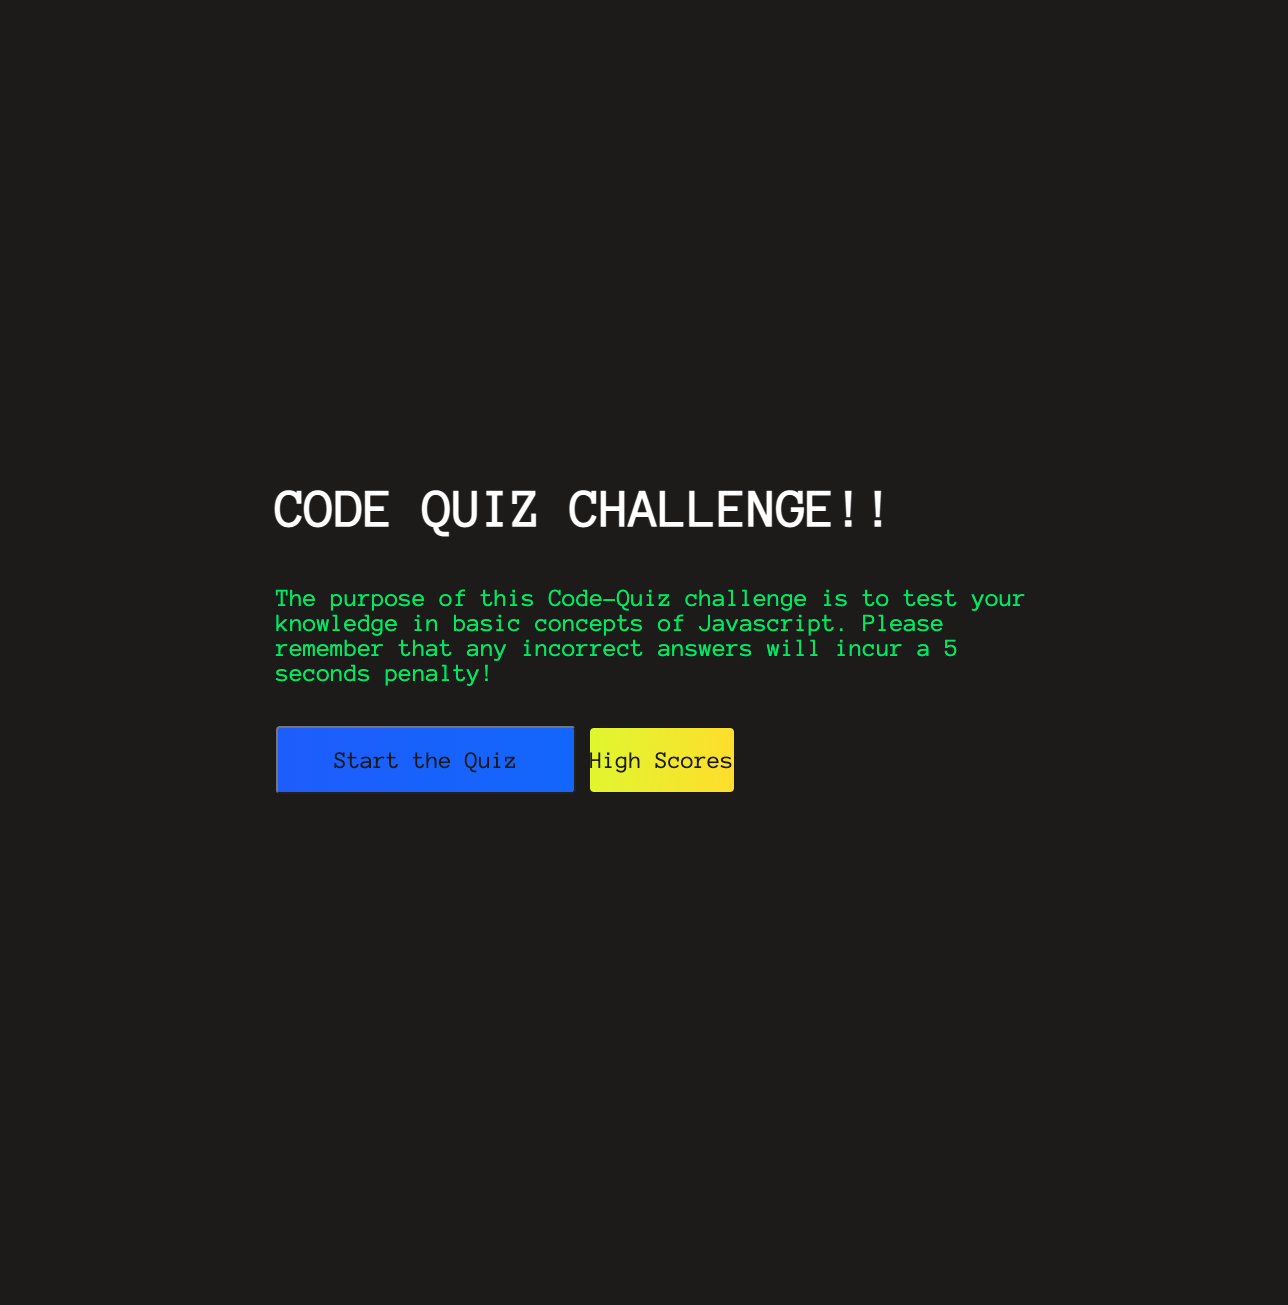 CODE QUIZ CHALLENGE!!
The purpose of this Code-Quiz challenge is to test your
knowledge in basic concepts of Javascript. Please
remember that any incorrect answers will incur a 5
seconds penalty!
Start the Quiz
High Scores